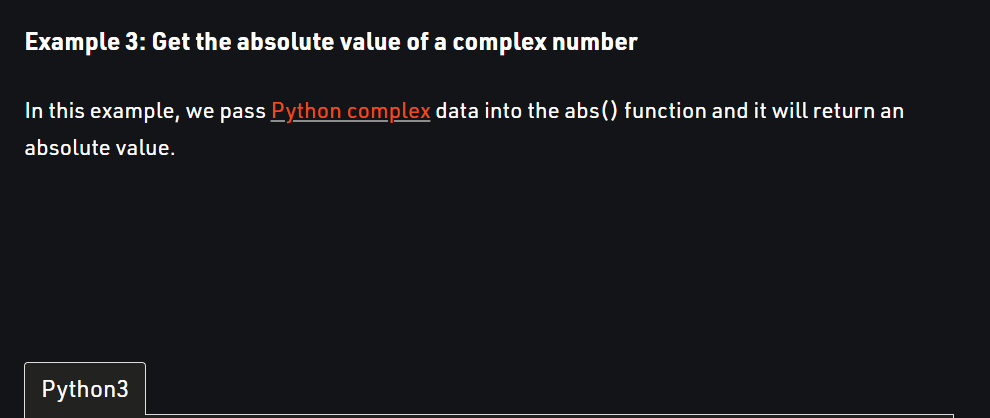 Example 3: Get the absolute value of a complex number
In this example, we pass Python complex data into the abs() function and it will return an
absolute value.
Python3